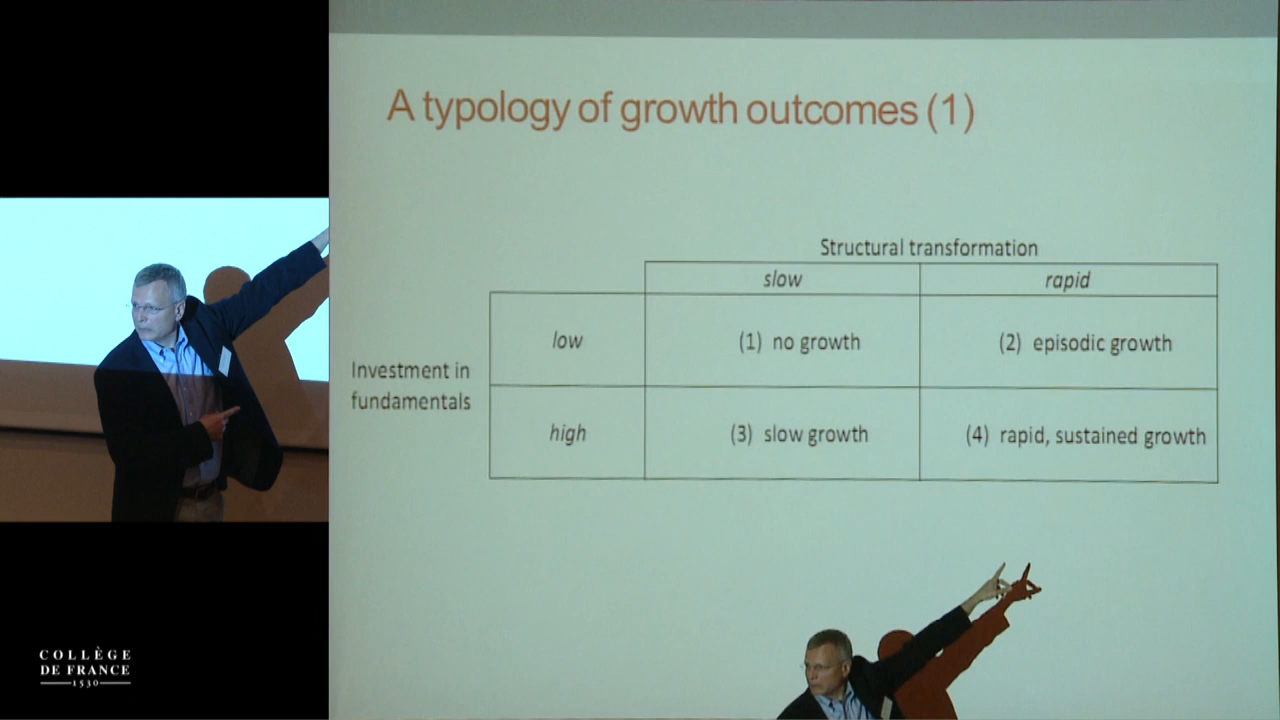 A typology of growth outcomes (1)
Structural transformation
slow rapid
low (1) no growth (2) episodic growth
Investment in
fundamentals
high (3) slow growth (4) rapid, sustained growth
COLLÈGE
DE FRANCE
1530